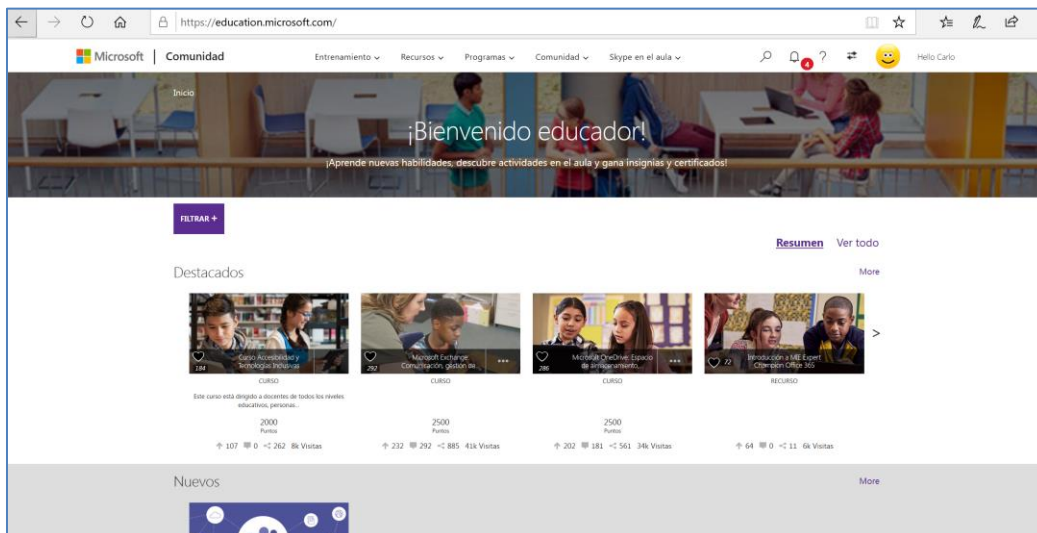 https://education.microsoft.com/
Microsoft | Comunidad
Entrenamiento Recursos Programas Comunidad Skype en el aula
4
?
Hello Carlo
Inicio
¡Bienvenido educador!
¡Aprende nuevas habilidades, descubre actividades en el aula y gana insignias y certificados!
FILTRAR +
Resumen Ver todo
Destacados
More
184
Curso Accesibilidad y
Tecnologías Inclusivas
CURSO
Este curso está dirigido a docentes de todos los niveles
educativos, personas...
2000
Puntos
107 0 262 8k Visitas
292
Microsoft Exchange:
Comunicación, gestión de
CURSO
2500
Puntos
232 292 885 41k Visitas
286
Microsoft OneDrive: Espacio
de almacenamiento,
CURSO
2500
Puntos
202 181 561 34k Visitas
72
Introducción a MIE Expert
Champion Office 365
RECURSO
64 0 11 6k Visitas
>
Nuevos
More